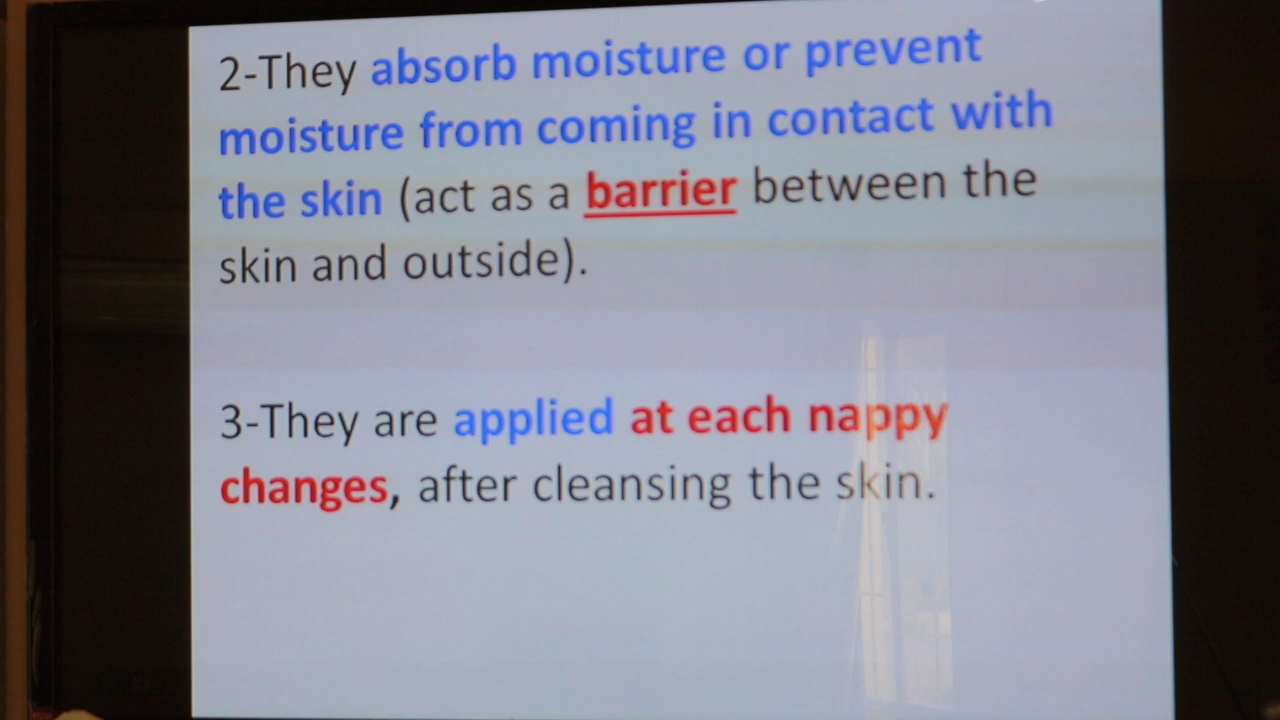 2-They absorb moisture or prevent
moisture from coming in contact with
the skin (act as a barrier between the
skin and outside).
3-They are applied at each nappy
changes, after cleansing the skin.